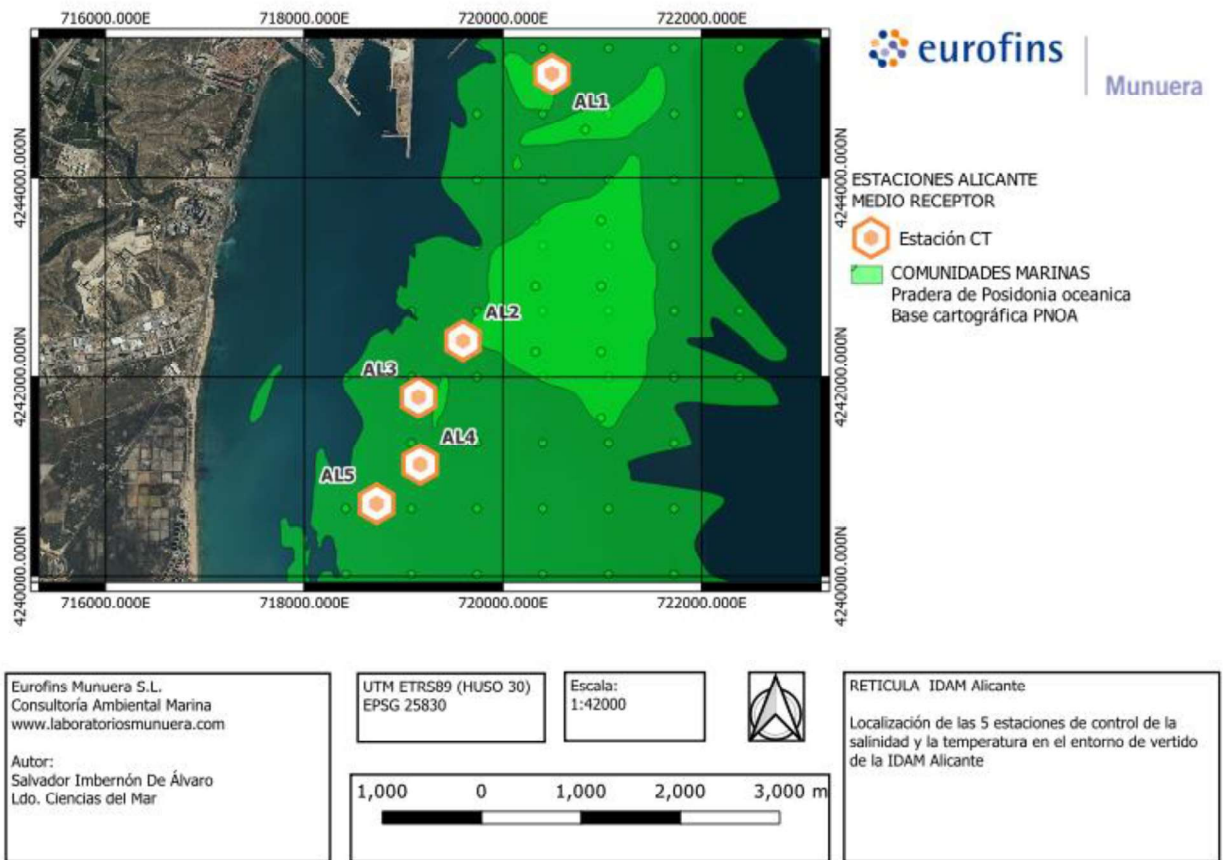 716000.000E 718000.000E 720000.000E 722000.000E
eurofins
Munuera
AL1
4244000.000N
4244000.000N
ESTACIONES ALICANTE
MEDIO RECEPTOR
Estación CT
COMUNIDADES MARINAS
Pradera de Posidonia oceanica
Base cartográfica PNOA
AL2
AL3
4242000.000N
4242000.000N
AL4
AL5
4240000.000N
4240000.000N
716000.000E 718000.000E 720000.000E 722000.000E
Eurofins Munuera S.L.
Consultoría Ambiental Marina
www.laboratoriosmunuera.com
Autor:
Salvador Imbernón De Álvaro
Ldo. Ciencias del Mar
UTM ETRS89 (HUSO 30)
EPSG 25830
Escala:
1:42000
1,000 0 1,000 2,000 3,000 m
RETICULA IDAM Alicante
Localización de las 5 estaciones de control de la
salinidad y la temperatura en el entorno de vertido
de la IDAM Alicante